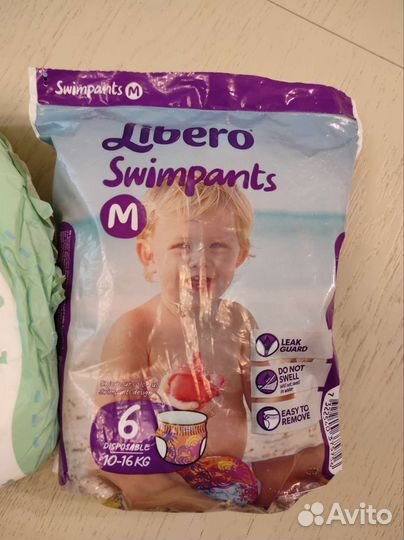 Swimpants M
Libero
Swimpants
M
LEAK
GUARD
DO NOT
SWELL
EASY TO
REMOVE
6
DISPOSABLE
10-16 KG
Avito